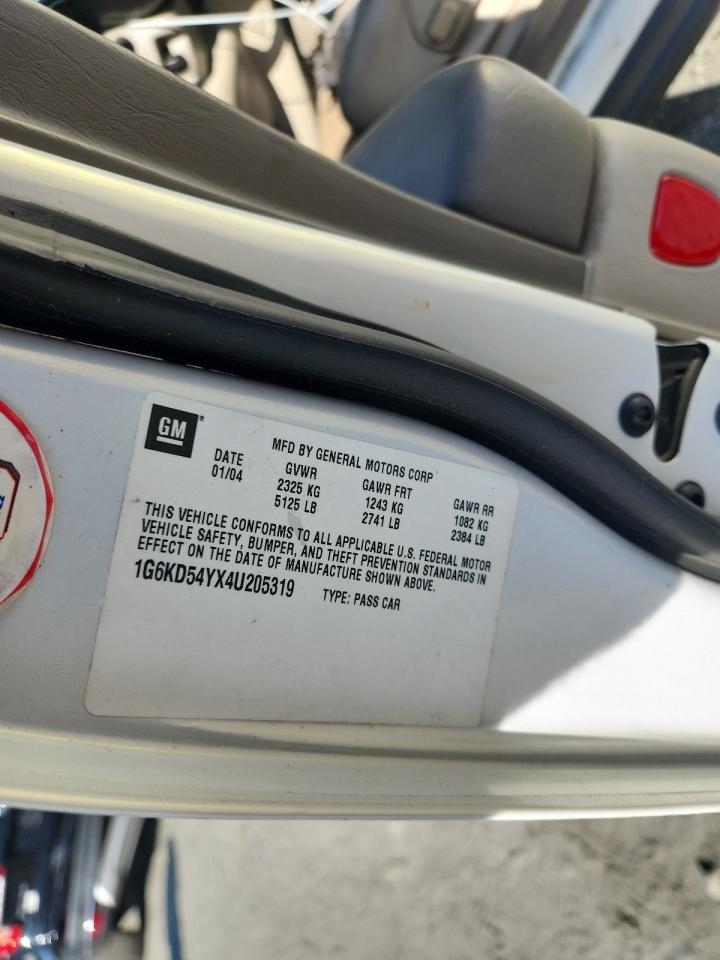 GM®
MFD BY GENERAL MOTORS CORP
DATE GVWR GAWR FRT GAWR RR
01/04 2325 KG 1243 KG 1082 KG
5125 LB 2741 LB 2384 LB
THIS VEHICLE CONFORMS TO ALL APPLICABLE U.S. FEDERAL MOTOR
VEHICLE SAFETY, BUMPER, AND THEFT PREVENTION STANDARDS IN
EFFECT ON THE DATE OF MANUFACTURE SHOWN ABOVE.
1G6KD54YX4U205319 TYPE: PASS CAR